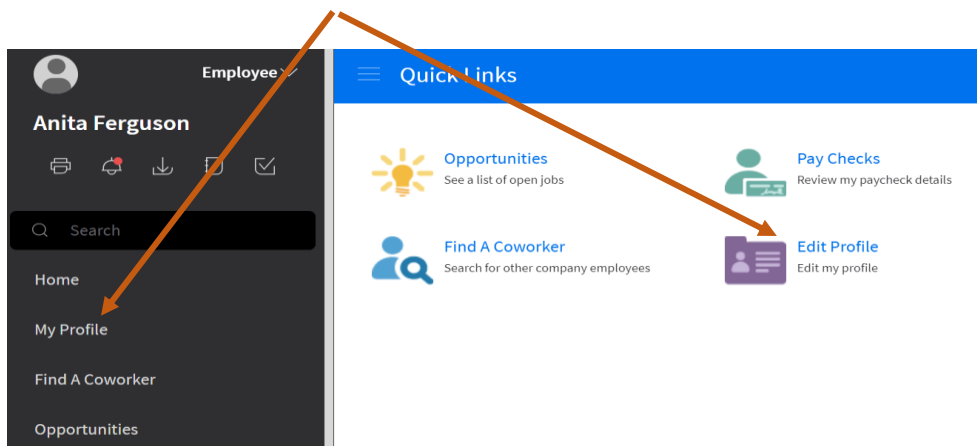 Employee
Anita Ferguson
Search
Home
My Profile
Find A Coworker
Opportunities
Quick Links
Opportunities
See a list of open jobs
Pay Checks
Review my paycheck details
Find A Coworker
Search for other company employees
Edit Profile
Edit my profile